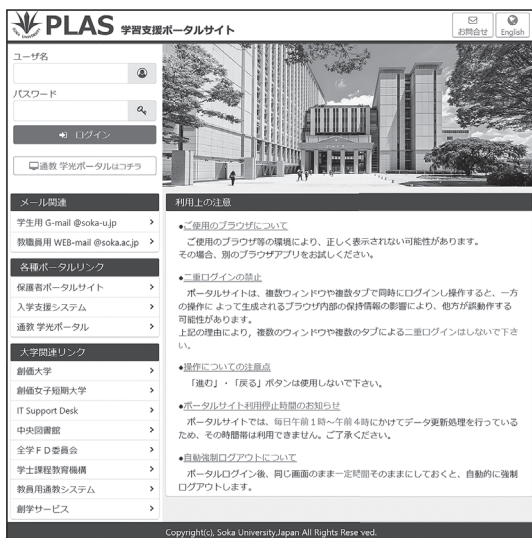 PLAS 学習支援ポータルサイト
お問合せ
English
ユーザ名
パスワード
ログイン
通教 学光ポータルはコチラ
メール関連
学生用 G-mail @soka-u.jp
教職員用 WEB-mail @soka.ac.jp
各種ポータルリンク
保護者ポータルサイト
入学支援システム
通教 学光ポータル
大学関連リンク
創価大学
創価女子短期大学
IT Support Desk
中央図書館
全学ＦＤ委員会
学士課程教育機構
教員用通教システム
創学サービス
利用上の注意
●ご使用のブラウザについて
ご使用のブラウザ等の環境により、正しく表示されない可能性があります。
その場合、別のブラウザアプリをお試しください。
●二重ログインの禁止
ポータルサイトは、複数ウィンドウや複数タブで同時にログインし操作すると、一方
の操作に よって生成されるブラウザ内部の保持情報の影響により、他方が誤動作する
可能性があります。
上記の理由により，複数のウィンドウや複数のタブによる二重ログインはしないで下さ
い。
●操作についての注意点
「進む」・「戻る」ボタンは使用しないで下さい。
●ポータルサイト利用停止時間のお知らせ
ポータルサイトでは、毎日午前１時～午前４時にかけてデータ更新処理を行っている
ため、その時間帯は利用できません。ご了承ください。
●自動強制ログアウトについて
ポータルログイン後、同じ画面のまま一定時間そのままにしておくと、自動的に強制
ログアウトします。
Copyright(c), Soka University,Japan All Rights Rese ved.